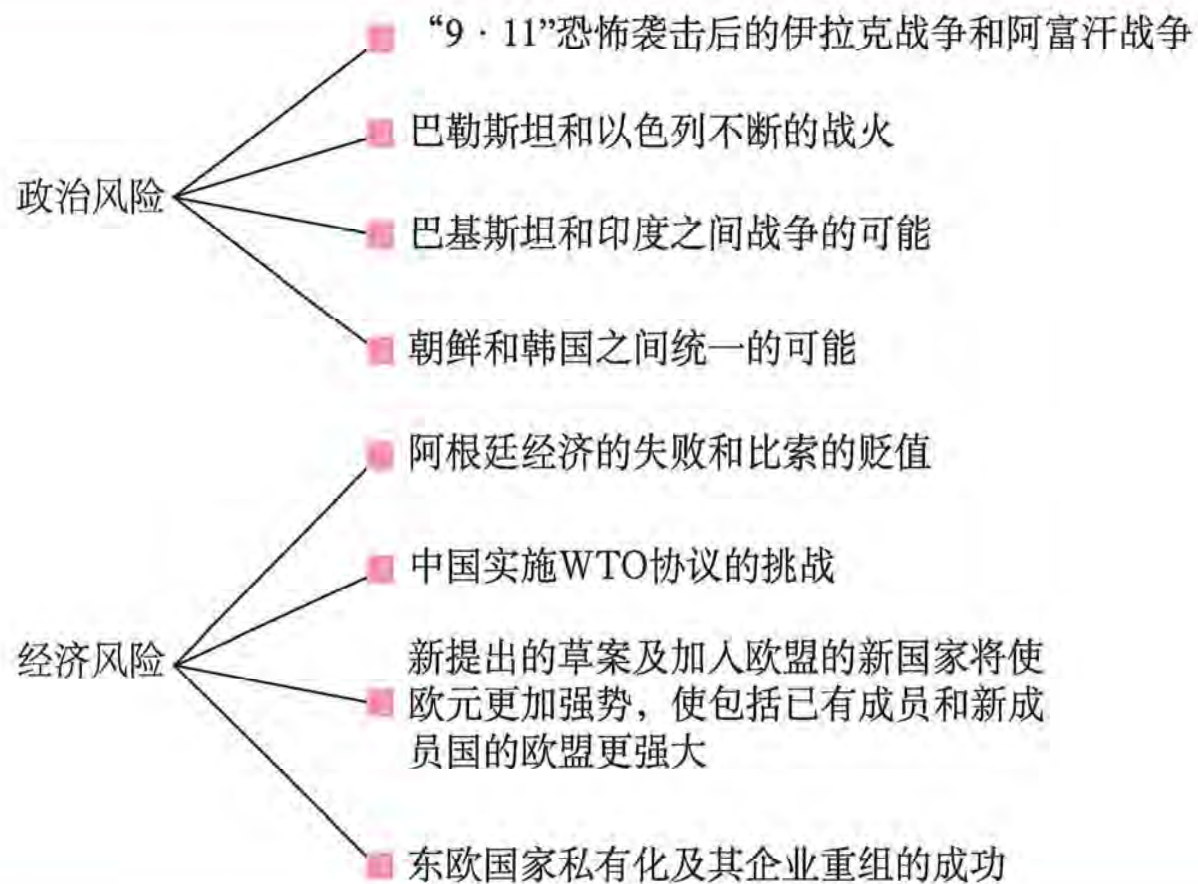 “9·11”恐怖袭击后的伊拉克战争和阿富汗战争
巴勒斯坦和以色列不断的战火
政治风险
巴基斯坦和印度之间战争的可能
朝鲜和韩国之间统一的可能
阿根廷经济的失败和比索的贬值
中国实施WTO协议的挑战
经济风险
新提出的草案及加入欧盟的新国家将使
欧元更加强势，使包括已有成员和新成
员国的欧盟更强大
东欧国家私有化及其企业重组的成功